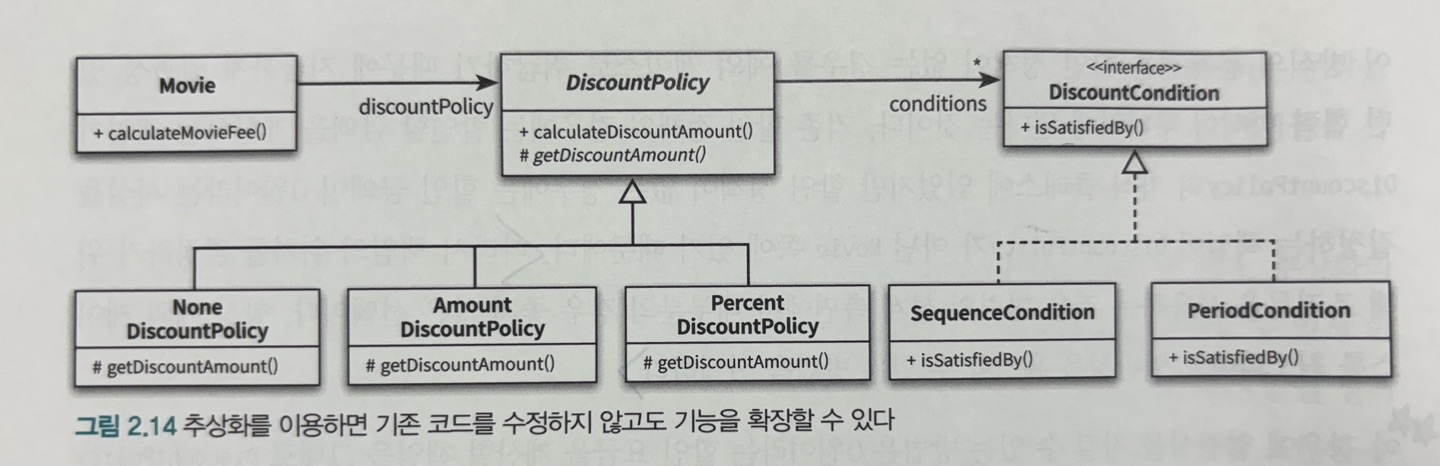 Movie
+ calculateMovieFee()
discountPolicy
DiscountPolicy
+ calculateDiscountAmount()
# getDiscountAmount()
*
conditions
<<interface>>
DiscountCondition
+ isSatisfiedBy()
None
DiscountPolicy
# getDiscountAmount()
Amount
DiscountPolicy
# getDiscountAmount()
Percent
DiscountPolicy
# getDiscountAmount()
SequenceCondition
+ isSatisfiedBy()
PeriodCondition
+ isSatisfiedBy()
그림 2.14 추상화를 이용하면 기존 코드를 수정하지 않고도 기능을 확장할 수 있다